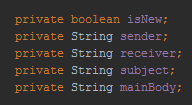 private boolean isNew;
private String sender;
private String receiver;
private String subject;
private String mainBody;